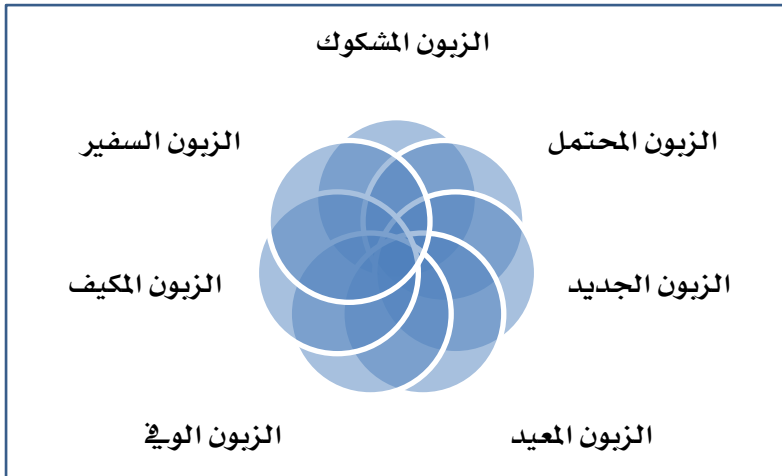 الزبون المشكوك
الزبون المحتمل
الزبون الجديد
الزبون المعيد
الزبون الوفي
الزبون المكيف
الزبون السفير